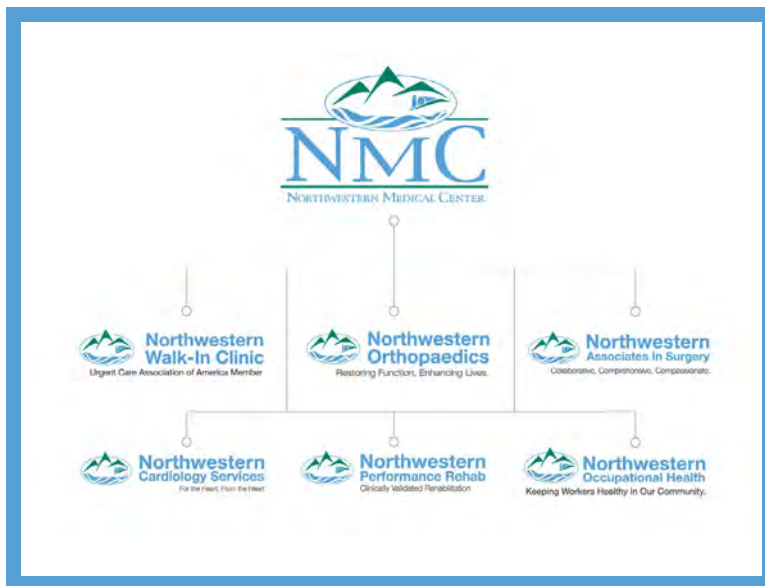 NMC
NORTHWESTERN MEDICAL CENTER
Northwestern
Walk-In Clinic
Urgent Care Association of America Member
Northwestern
Orthopaedics
Restoring Function, Enhancing Lives.
Northwestern
Associates In Surgery
Collaborative, Comprehensive, Compassionate.
Northwestern
Cardiology Services
For the Heart, From the Heart
Northwestern
Performance Rehab
Clinically Validated Rehabilitation
Northwestern
Occupational Health
Keeping Workers Healthy In Our Community.